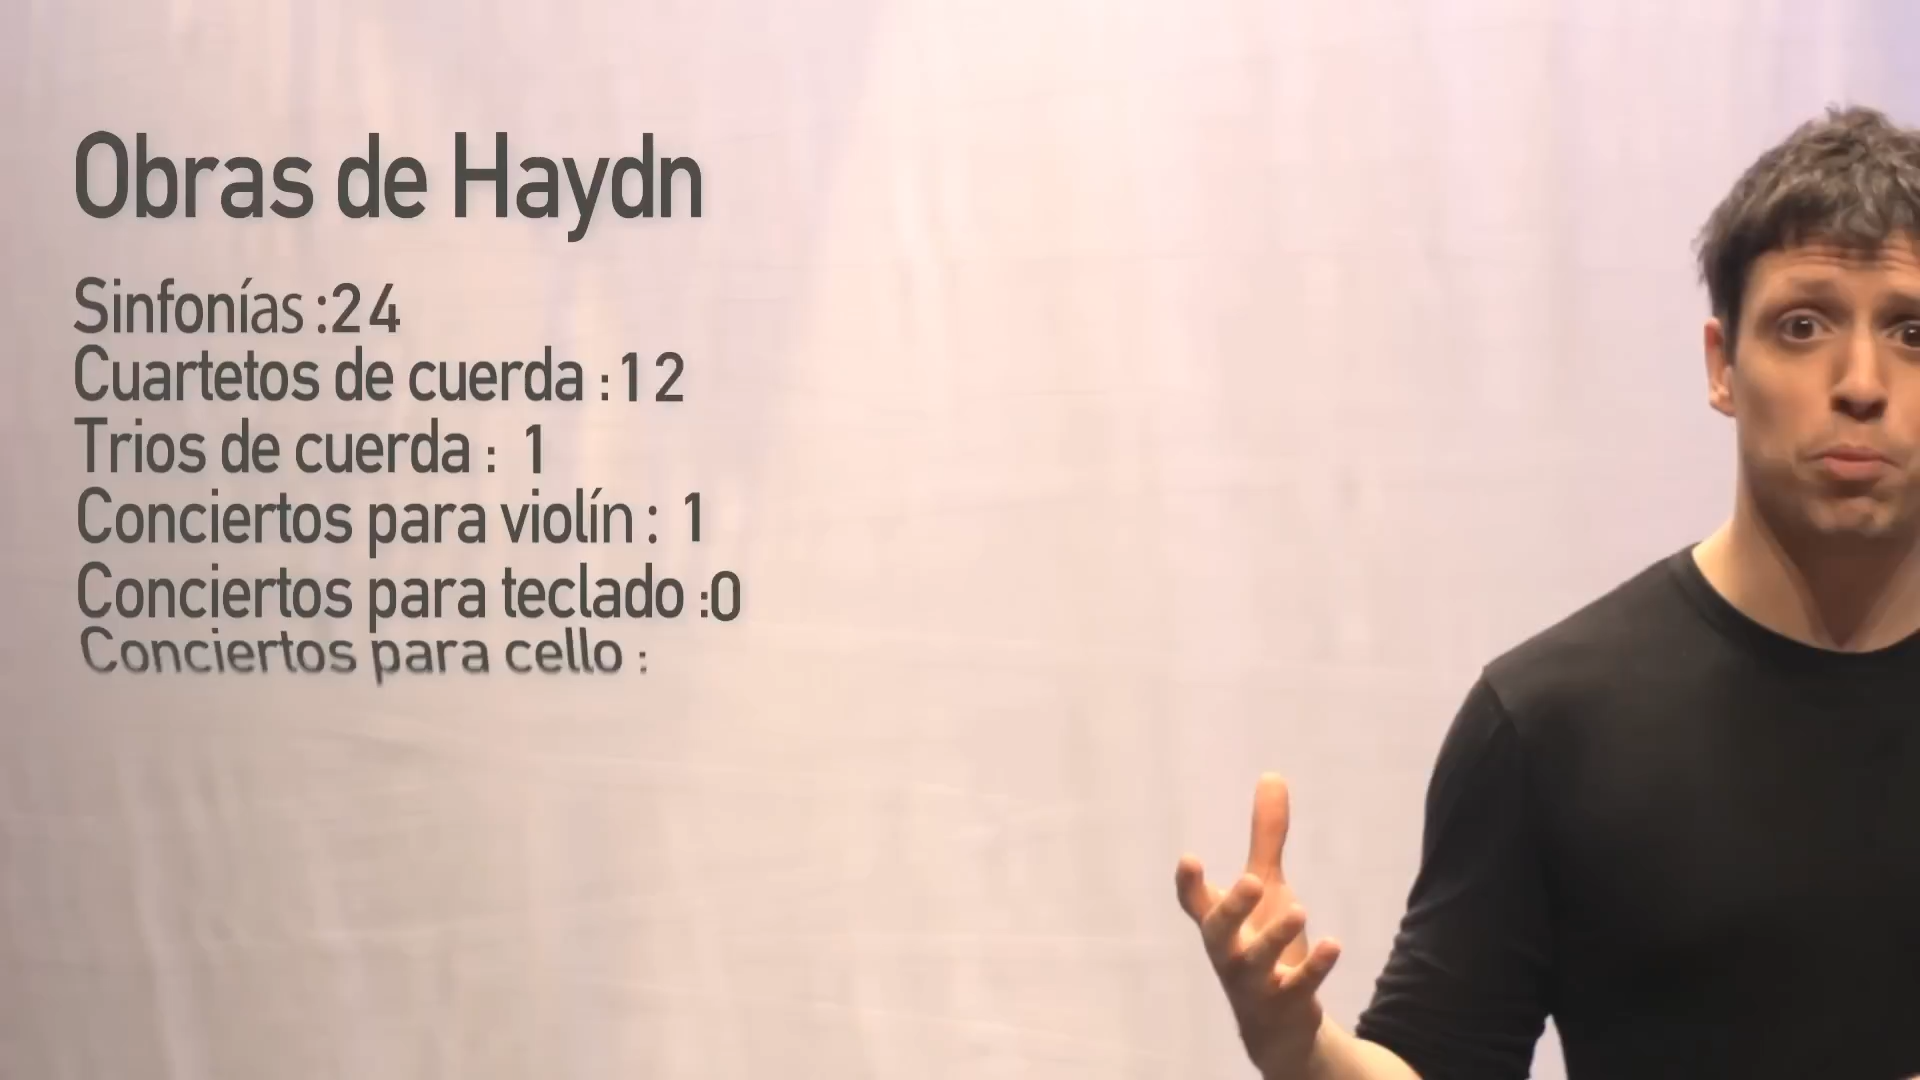 Obras de Haydn
Sinfonías :24
Cuartetos de cuerda :12
Trios de cuerda : 1
Conciertos para violín : 1
Conciertos para teclado :0
Conciertos para cello :